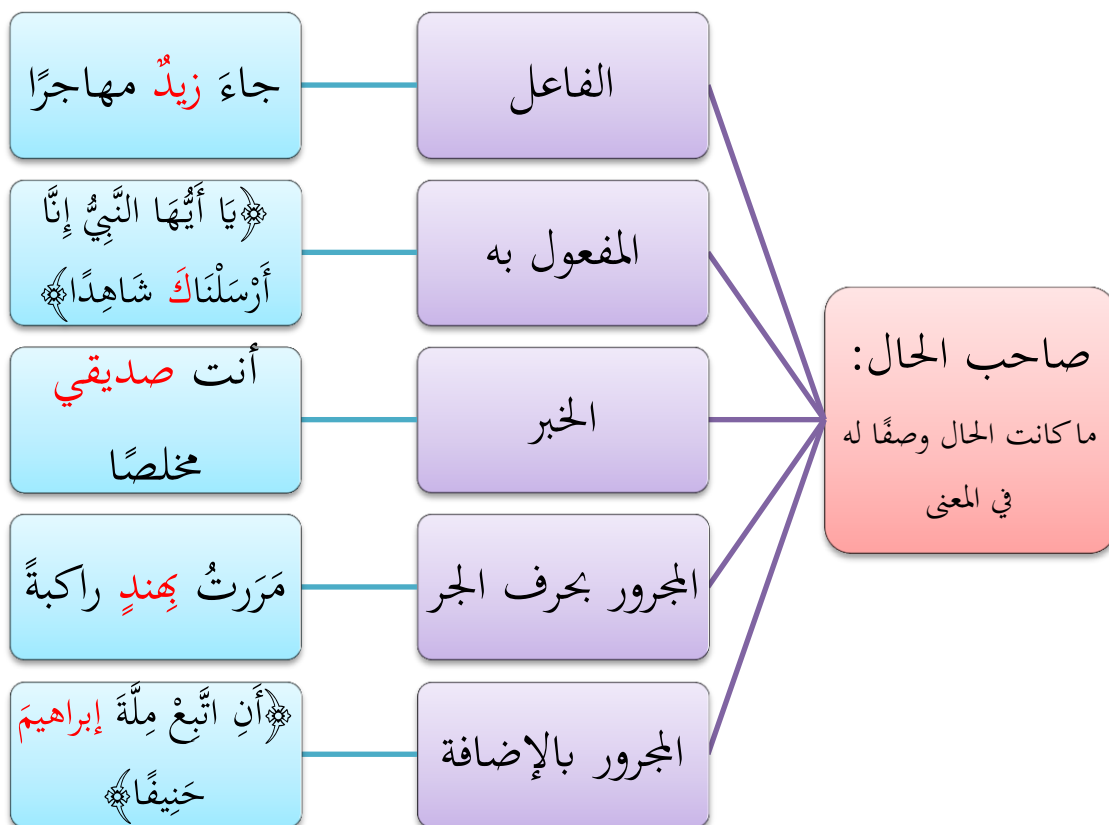 صاحب الحال:
ما كانت الحال وصفًا له
في المعنى
الفاعل
جاءَ زيدٌ مهاجرًا
المفعول به
﴿يَا أَيُّهَا النَّبِيُّ إِنَّا
أَرْسَلْنَاكَ شَاهِدًا﴾
الخبر
أنت صديقي
مخلصًا
المجرور بحرف الجر
مَرَرتُ بِهندٍ راكبةً
المجرور بالإضافة
﴿أَنِ اتَّبِعْ مِلَّةَ إبراهيمَ
حَنِيفًا﴾